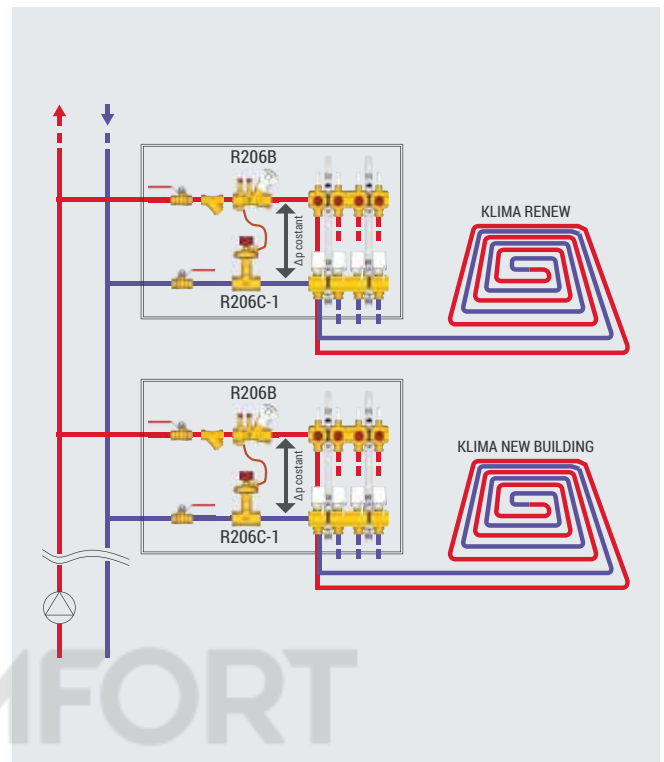 R206B
Δp costant
KLIMA RENEW
R206C-1
R206B
Δp costant
KLIMA NEW BUILDING
R206C-1
MFORT